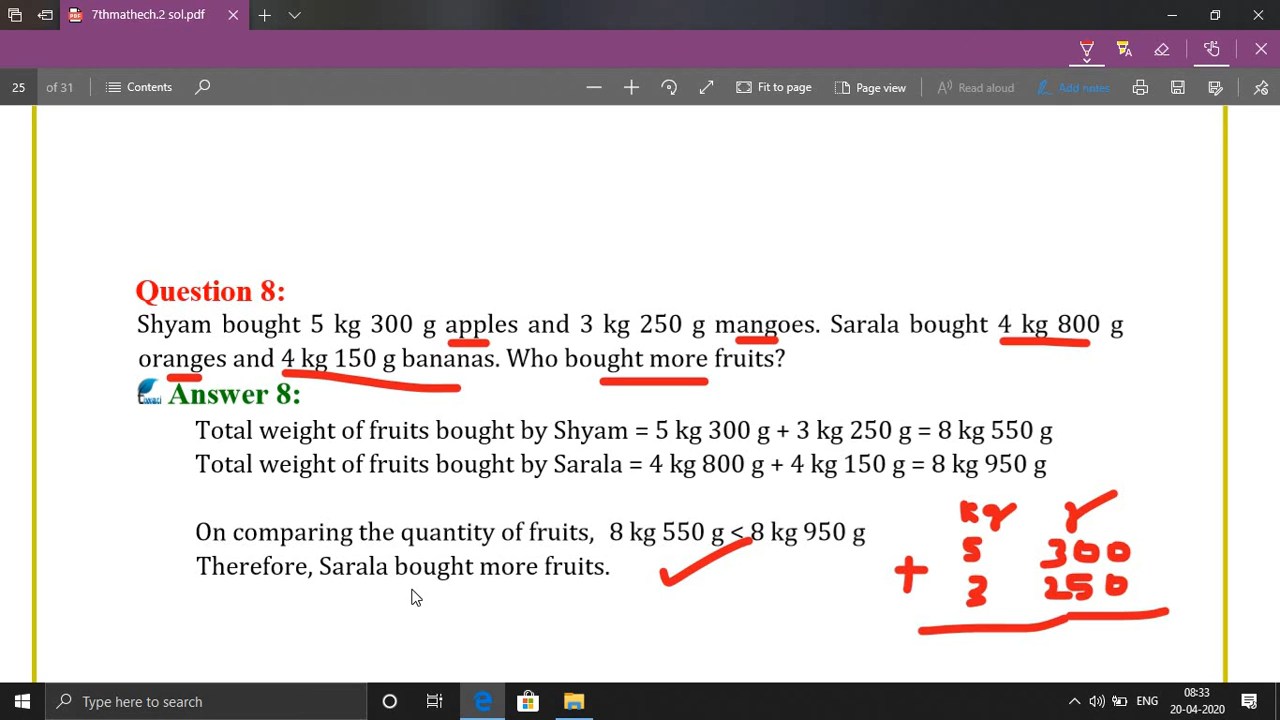 7thmathech.2 sol.pdf
25 of 31 Contents Fit to page Page view Read aloud Add notes
Question 8:
Shyam bought 5 kg 300 g apples and 3 kg 250 g mangoes. Sarala bought 4 kg 800 g
oranges and 4 kg 150 g bananas. Who bought more fruits?
Answer 8:
Total weight of fruits bought by Shyam = 5 kg 300 g + 3 kg 250 g = 8 kg 550 g
Total weight of fruits bought by Sarala = 4 kg 800 g + 4 kg 150 g = 8 kg 950 g
On comparing the quantity of fruits, 8 kg 550 g < 8 kg 950 g
Therefore, Sarala bought more fruits.
kg g
5 300
+ 3 250
Type here to search
ENG
08:33
20-04-2020